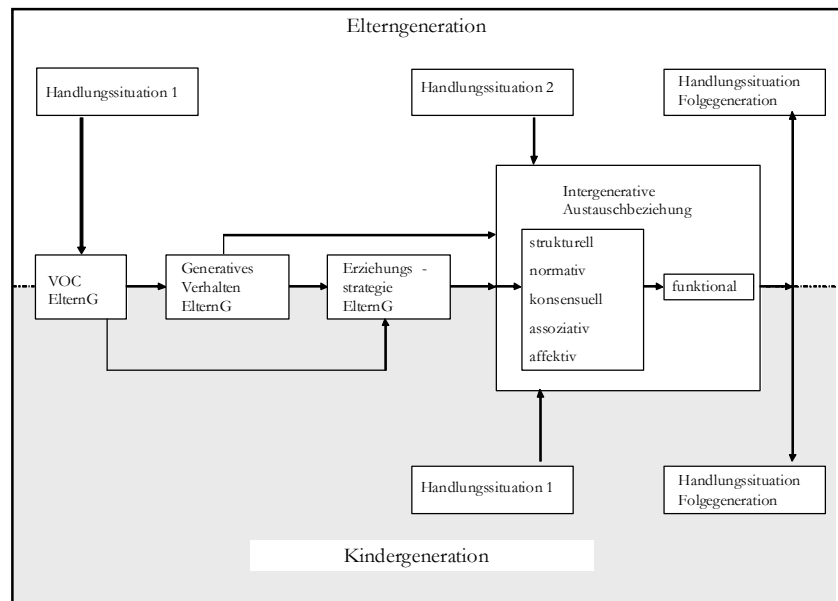 Elterngeneration
Handlungssituation 1
Handlungssituation 2
Handlungssituation
Folgegeneration
Intergenerative
Austauschbeziehung
VOC
ElternG
Generatives
Verhalten
ElternG
Erziehungs -
strategie
ElternG
strukturell
normativ
konsensuell
assoziativ
affektiv
funktional
Handlungssituation 1
Handlungssituation
Folgegeneration
Kindergeneration